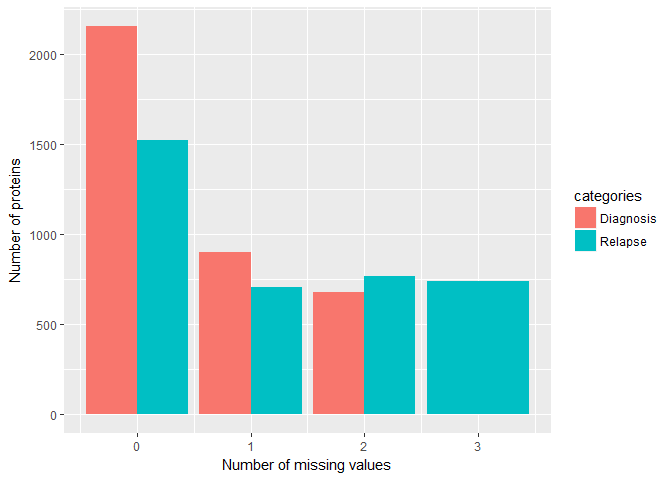 2000
1500
1000
500
0
Number of proteins
0 1 2 3
Number of missing values
categories
Diagnosis
Relapse